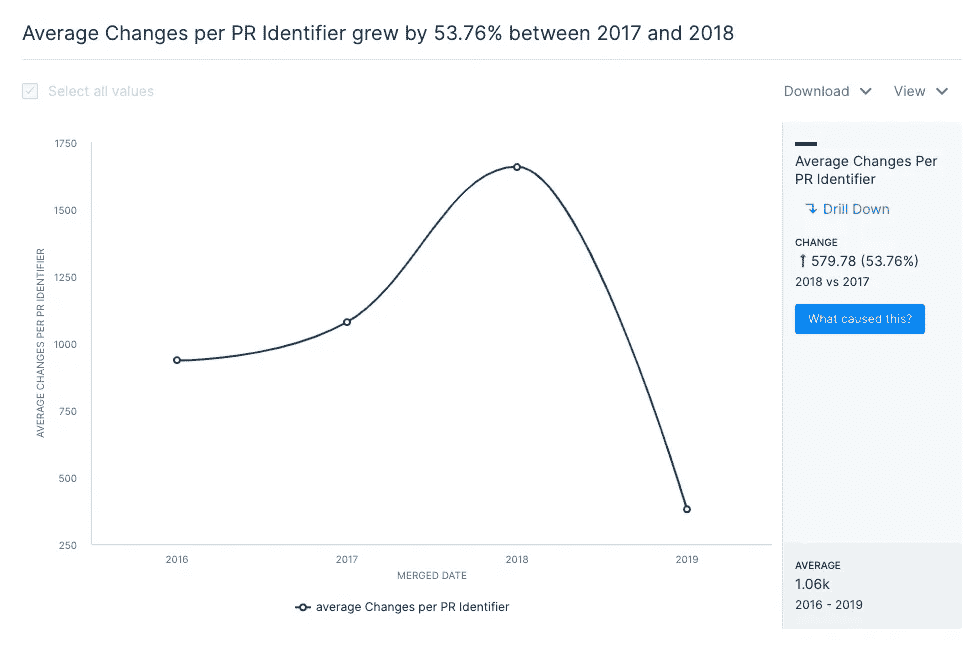 Average Changes per PR Identifier grew by 53.76% between 2017 and 2018
Select all values
Download
View
1750
1500
1250
1000
750
500
250
AVERAGE CHANGES PER PR IDENTIFIER
2016
2017
2018
2019
MERGED DATE
average Changes per PR Identifier
Average Changes Per
PR Identifier
Drill Down
CHANGE
579.78 (53.76%)
2018 vs 2017
What caused this?
AVERAGE
1.06k
2016 - 2019